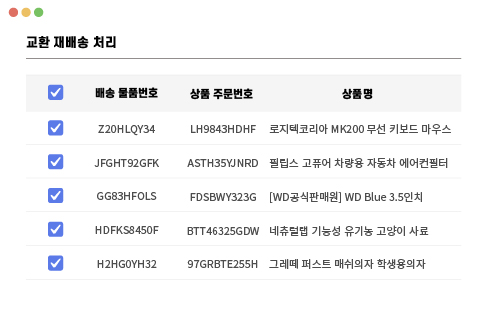 교환 재배송 처리
배송 물품번호 상품 주문번호 상품명
Z20HLQY34 LH9843HDHF 로지텍코리아 MK200 무선 키보드 마우스
JFGHT92GFK ASTH35YJNRD 필립스 고퓨어 차량용 자동차 에어컨필터
GG83HFOLS FDSBWY323G [WD공식판매원] WD Blue 3.5인치
HDFKS8450F BTT46325GDW 네츄럴랩 기능성 유기농 고양이 사료
H2HG0YH32 97GRBTE255H 그레떼 퍼스트 매쉬의자 학생용의자